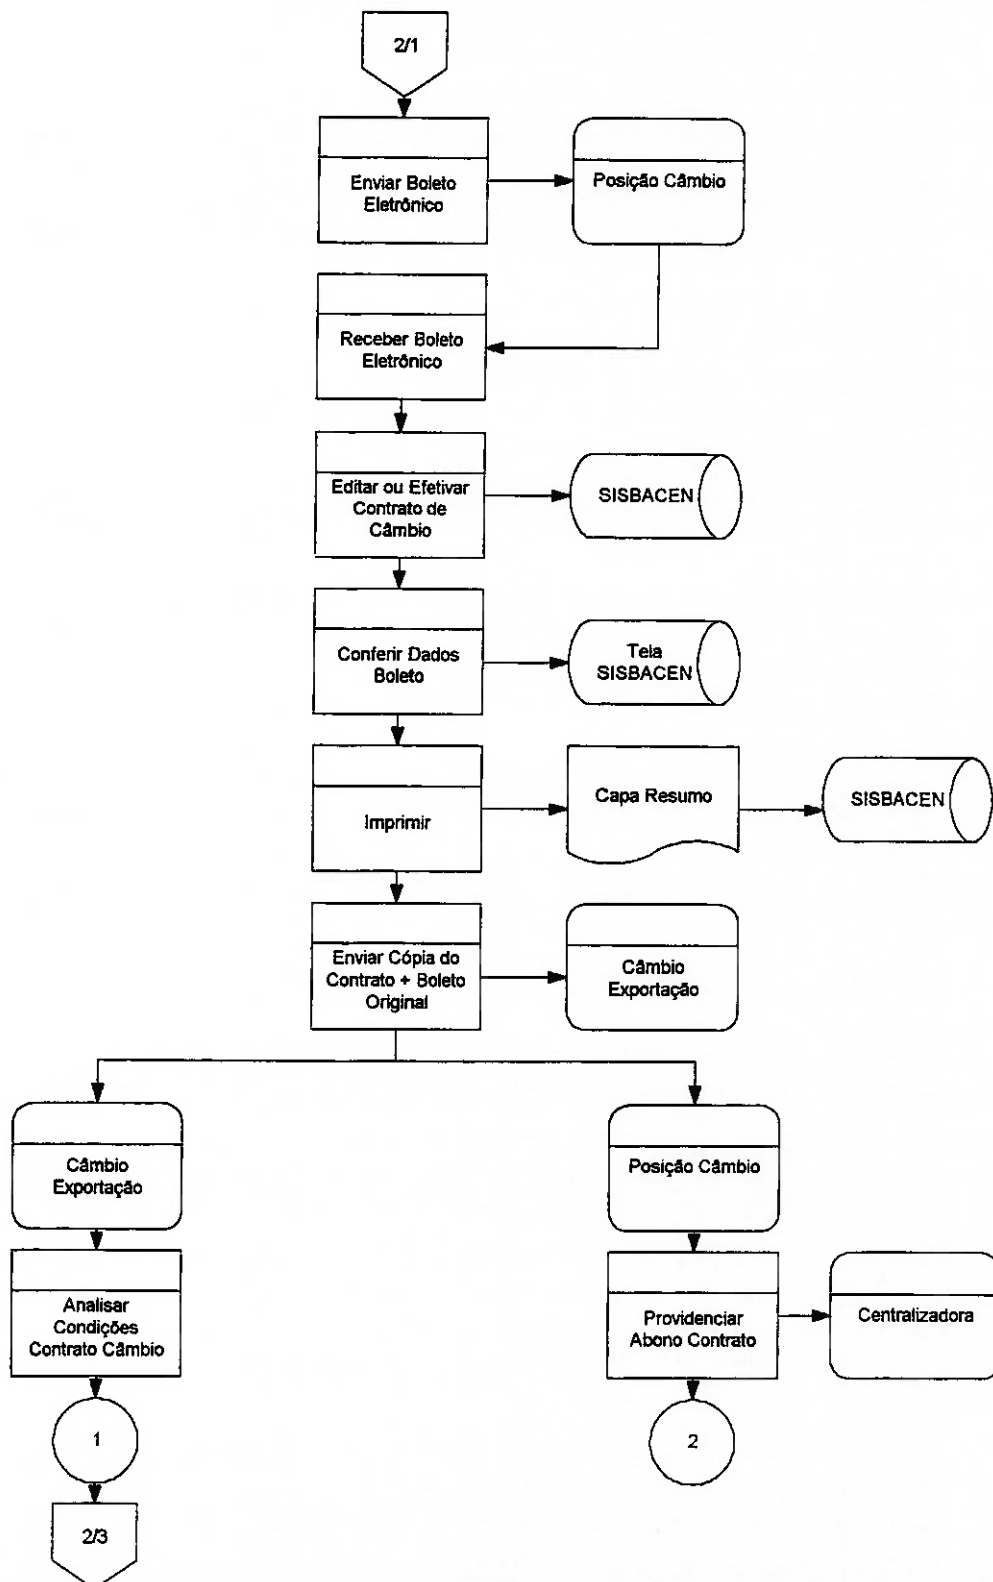 2/1
Enviar Boleto
Eletrônico
Posição Câmbio
Receber Boleto
Eletrônico
Editar ou Efetivar
Contrato de
Câmbio
SISBACEN
Conferir Dados
Boleto
Tela
SISBACEN
Imprimir
Capa Resumo
SISBACEN
Enviar Cópia do
Contrato + Boleto
Original
Câmbio
Exportação
Câmbio
Exportação
Posição Câmbio
Analisar
Condições
Contrato Câmbio
Providenciar
Abono Contrato
Centralizadora
1
2
2/3